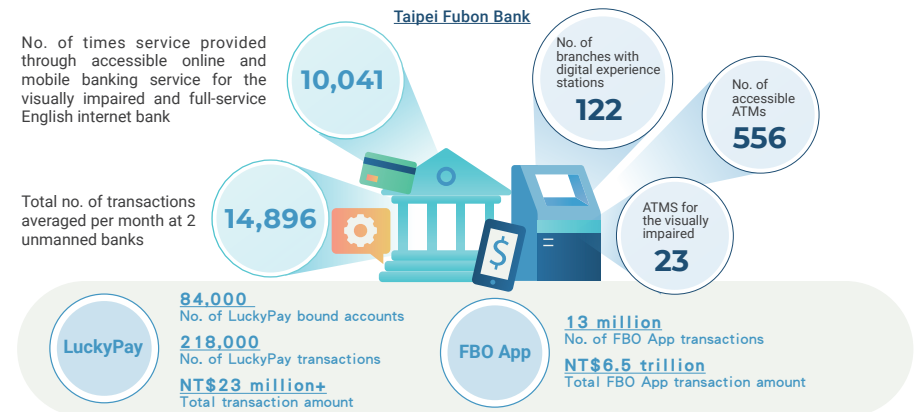 Taipei Fubon Bank
No. of times service provided
through accessible online and
mobile banking service for the
visually impaired and full-service
English internet bank
10,041
Total no. of transactions
averaged per month at 2
unmanned banks
14,896
No. of
branches with
digital experience
stations
122
No. of
accessible
ATMs
556
ATMS for
the visually
impaired
23
$
LuckyPay
84,000
No. of LuckyPay bound accounts
218,000
No. of LuckyPay transactions
NT$23 million+
Total transaction amount
FBO App
13 million
No. of FBO App transactions
NT$6.5 trillion
Total FBO App transaction amount